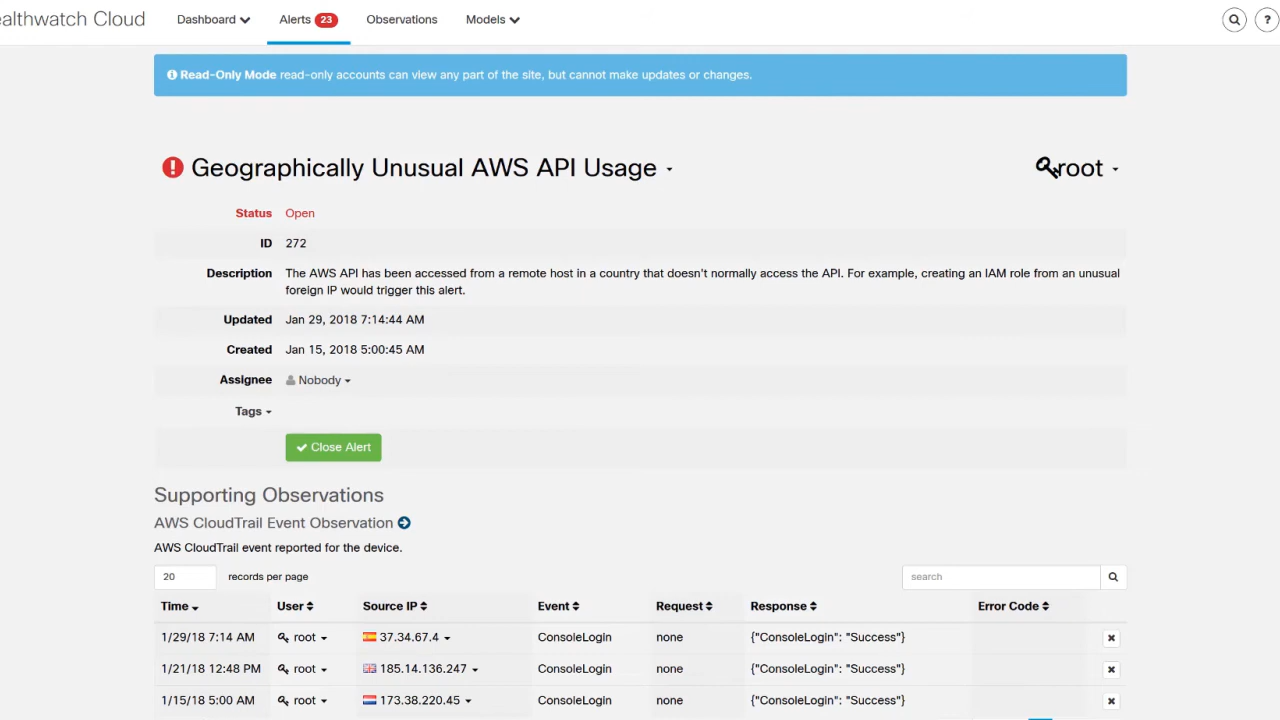 ealthwatch Cloud Dashboard Alerts 23 Observations Models ?
Read-Only Mode read-only accounts can view any part of the site, but cannot make updates or changes.
Geographically Unusual AWS API Usage root
Status Open
ID 272
Description The AWS API has been accessed from a remote host in a country that doesn't normally access the API. For example, creating an IAM role from an unusual
foreign IP would trigger this alert.
Updated Jan 29, 2018 7:14:44 AM
Created Jan 15, 2018 5:00:45 AM
Assignee Nobody
Tags
Close Alert
Supporting Observations
AWS CloudTrail Event Observation
AWS CloudTrail event reported for the device.
20 records per page search
Time User Source IP Event Request Response Error Code
1/29/18 7:14 AM root 37.34.67.4 ConsoleLogin none {"ConsoleLogin": "Success"}
1/21/18 12:48 PM root 185.14.136.247 ConsoleLogin none {"ConsoleLogin": "Success"}
1/15/18 5:00 AM root 173.38.220.45 ConsoleLogin none {"ConsoleLogin": "Success"}